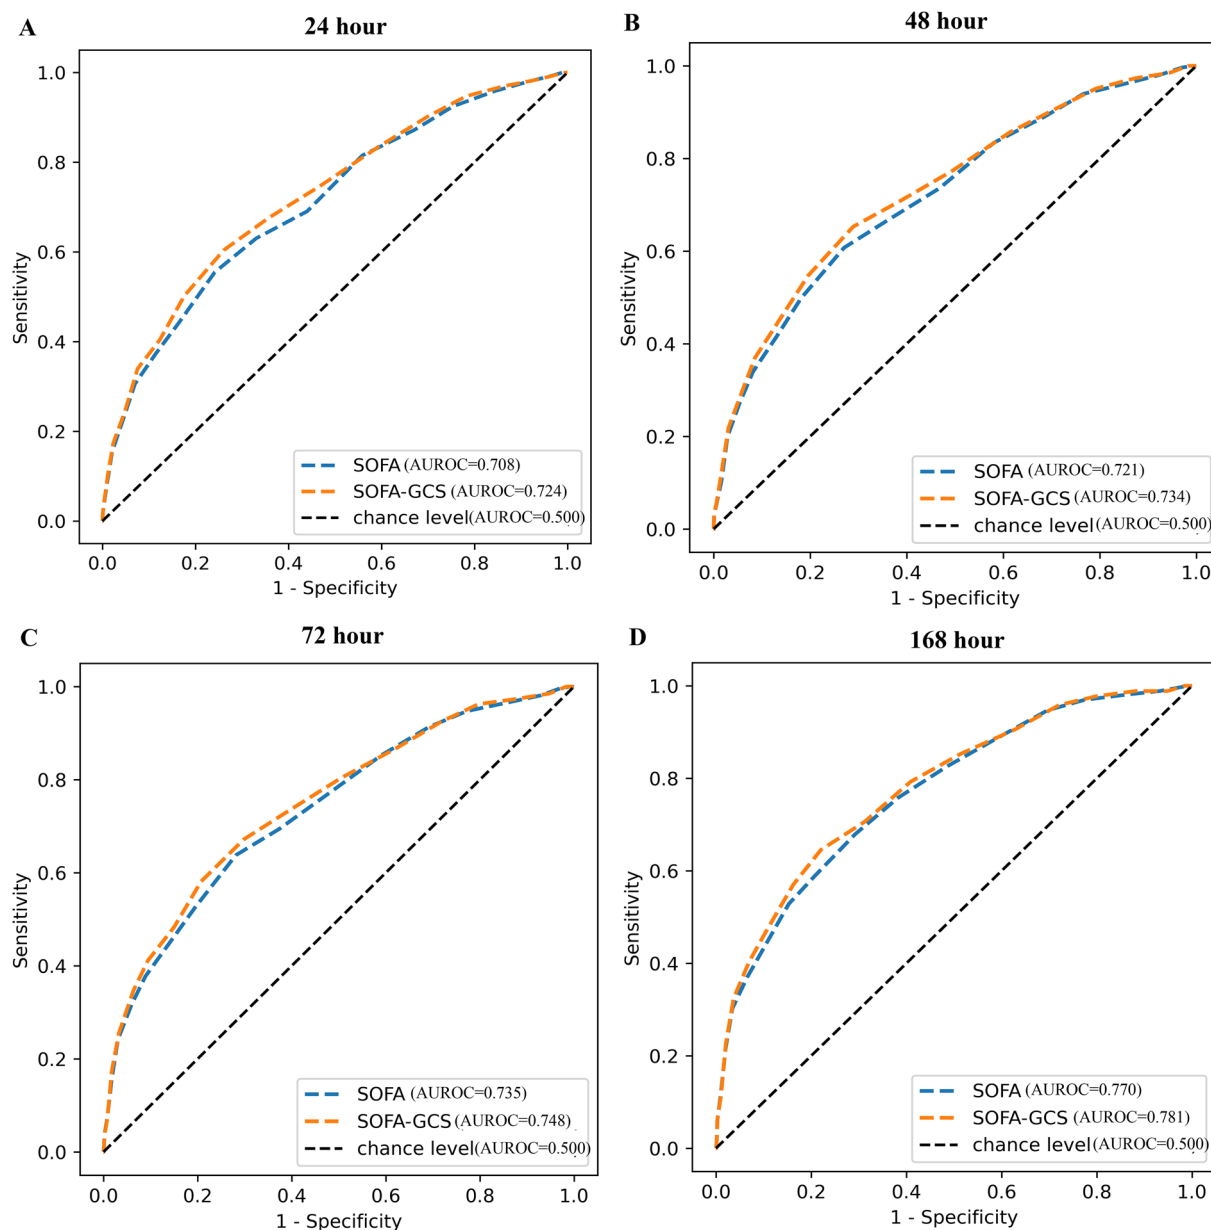 A
24 hour
1.0
0.8
0.6
0.4
0.2
0.0
Sensitivity
SOFA (AUROC=0.708)
SOFA-GCS (AUROC=0.724)
chance level(AUROC=0.500)
0.0 0.2 0.4 0.6 0.8 1.0
1 - Specificity
B
48 hour
1.0
0.8
0.6
0.4
0.2
0.0
Sensitivity
SOFA (AUROC=0.721)
SOFA-GCS (AUROC=0.734)
chance level(AUROC=0.500)
0.0 0.2 0.4 0.6 0.8 1.0
1 - Specificity
C
72 hour
1.0
0.8
0.6
0.4
0.2
0.0
Sensitivity
SOFA (AUROC=0.735)
SOFA-GCS (AUROC=0.748)
chance level(AUROC=0.500)
0.0 0.2 0.4 0.6 0.8 1.0
1 - Specificity
D
168 hour
1.0
0.8
0.6
0.4
0.2
0.0
Sensitivity
SOFA (AUROC=0.770)
SOFA-GCS (AUROC=0.781)
chance level(AUROC=0.500)
0.0 0.2 0.4 0.6 0.8 1.0
1 - Specificity